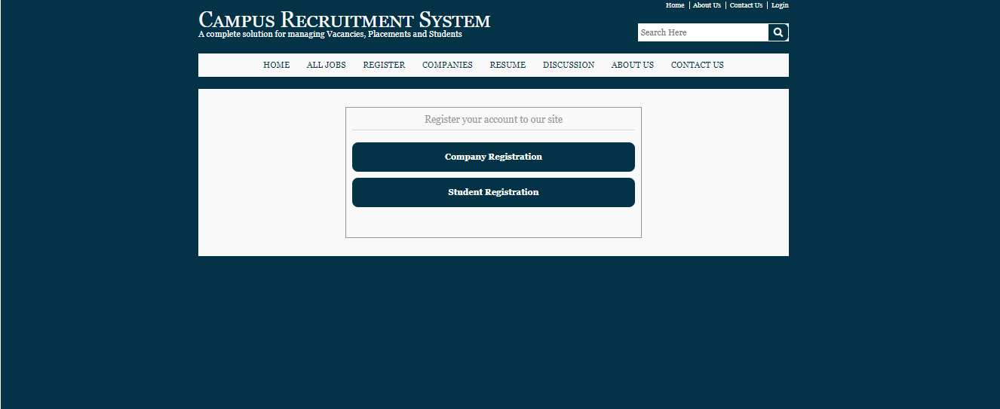 Home About Us Contact Us Login
Campus Recruitment System
A complete solution for managing Vacancies, Placements and Students
Search Here
HOME ALL JOBS REGISTER COMPANIES RESUME DISCUSSION ABOUT US CONTACT US
Register your account to our site
Company Registration
Student Registration